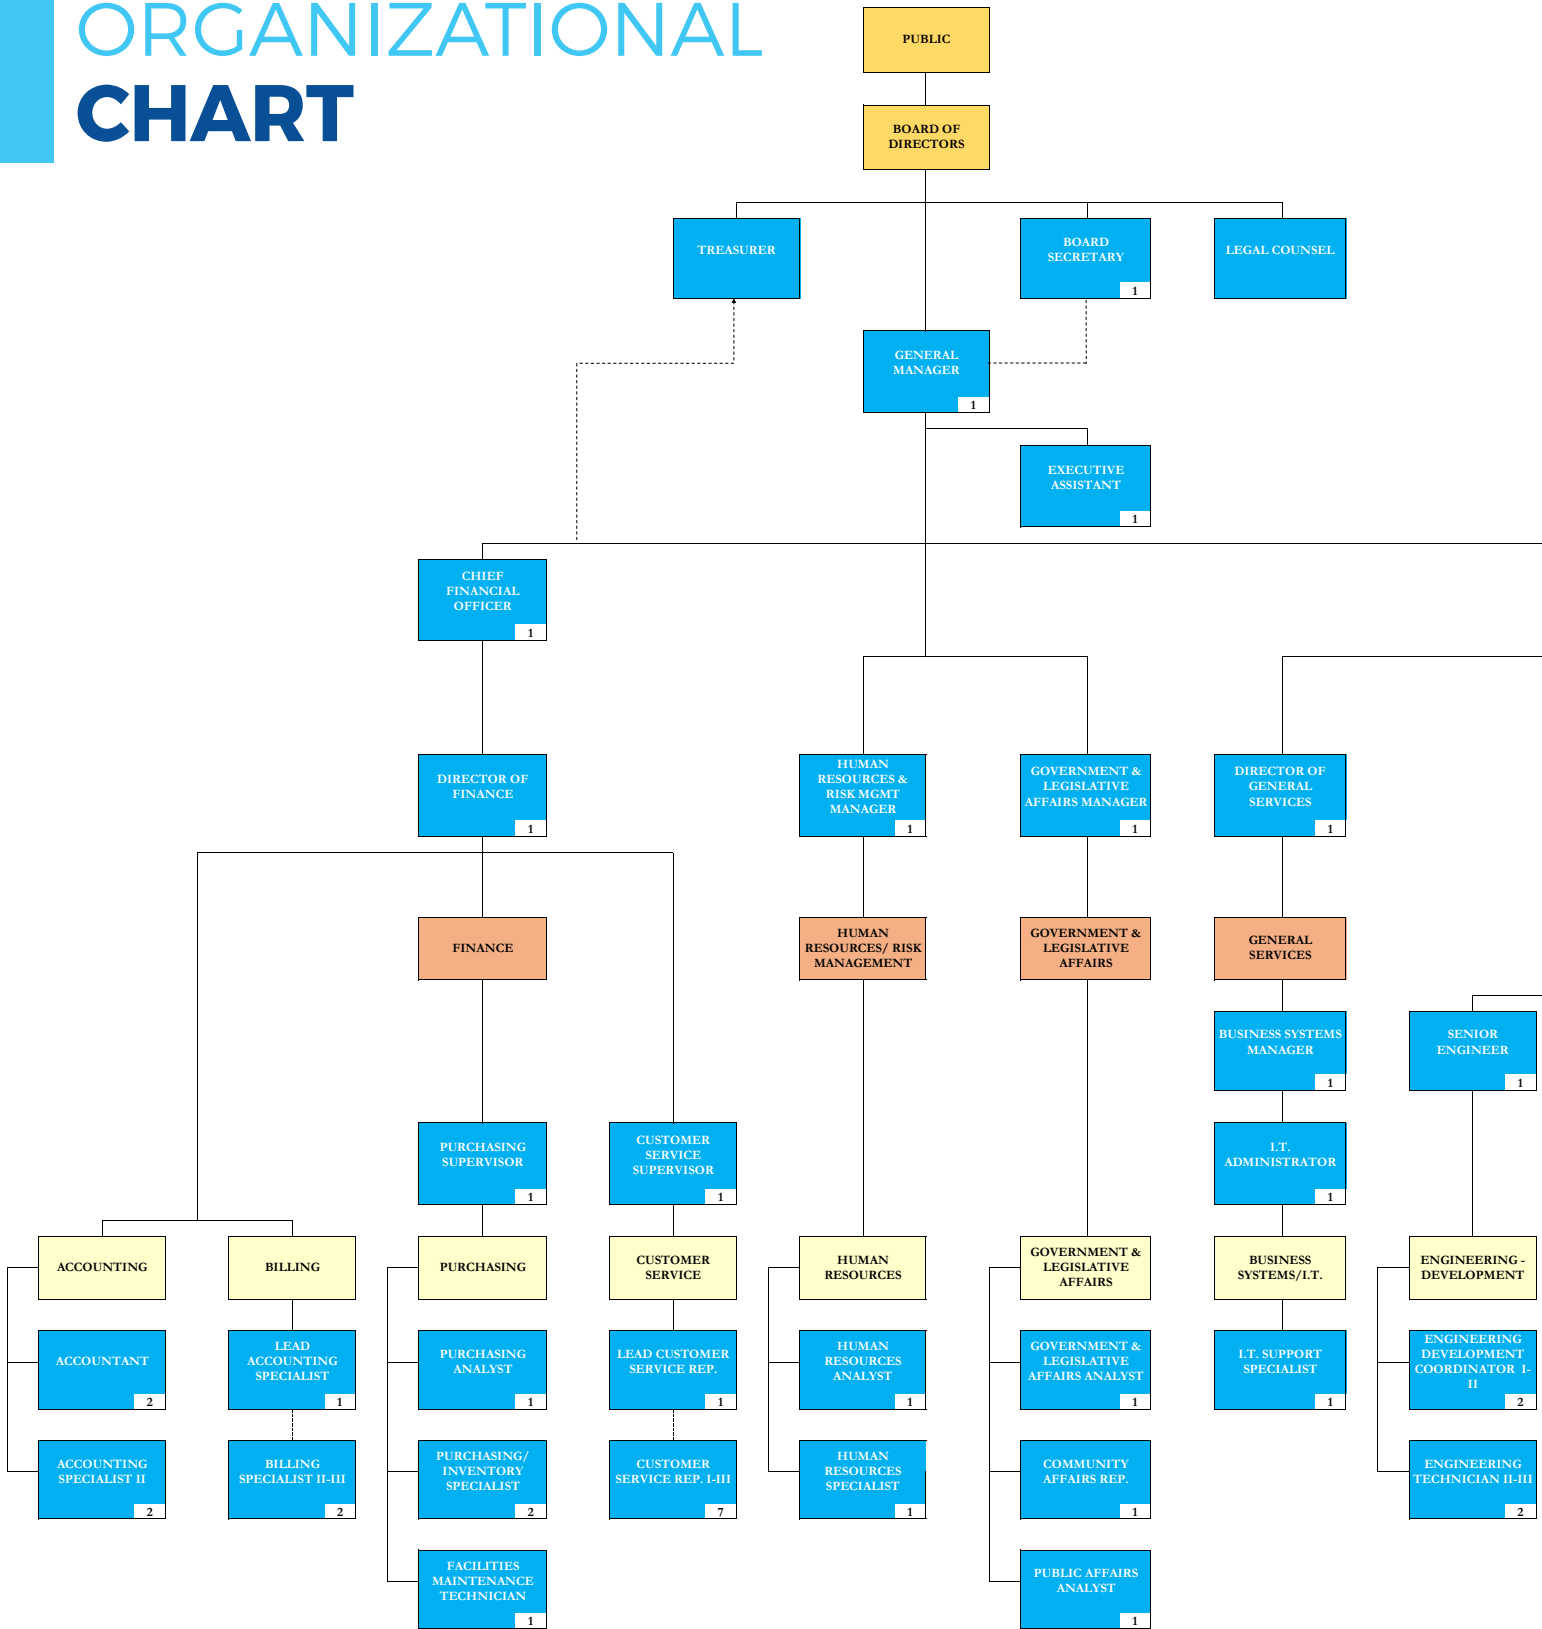 ORGANIZATIONAL
CHART
PUBLIC
BOARD OF
DIRECTORS
TREASURER
BOARD
SECRETARY
1
LEGAL COUNSEL
GENERAL
MANAGER
1
EXECUTIVE
ASSISTANT
1
CHIEF
FINANCIAL
OFFICER
1
DIRECTOR OF
FINANCE
1
HUMAN
RESOURCES &
RISK MGMT
MANAGER
1
GOVERNMENT &
LEGISLATIVE
AFFAIRS MANAGER
1
DIRECTOR OF
GENERAL
SERVICES
1
FINANCE
HUMAN
RESOURCES/ RISK
MANAGEMENT
GOVERNMENT &
LEGISLATIVE
AFFAIRS
GENERAL
SERVICES
BUSINESS SYSTEMS
MANAGER
1
SENIOR
ENGINEER
1
PURCHASING
SUPERVISOR
1
CUSTOMER
SERVICE
SUPERVISOR
1
I.T.
ADMINISTRATOR
1
ACCOUNTING
BILLING
PURCHASING
CUSTOMER
SERVICE
HUMAN
RESOURCES
GOVERNMENT &
LEGISLATIVE
AFFAIRS
BUSINESS
SYSTEMS/I.T.
ENGINEERING -
DEVELOPMENT
ACCOUNTANT
2
LEAD
ACCOUNTING
SPECIALIST
1
PURCHASING
ANALYST
1
LEAD CUSTOMER
SERVICE REP.
1
HUMAN
RESOURCES
ANALYST
1
GOVERNMENT &
LEGISLATIVE
AFFAIRS ANALYST
1
I.T. SUPPORT
SPECIALIST
1
ENGINEERING
DEVELOPMENT
COORDINATOR I-
II
2
ACCOUNTING
SPECIALIST II
2
BILLING
SPECIALIST II-III
2
PURCHASING/
INVENTORY
SPECIALIST
2
CUSTOMER
SERVICE REP. I-III
7
HUMAN
RESOURCES
SPECIALIST
1
COMMUNITY
AFFAIRS REP.
1
ENGINEERING
TECHNICIAN II-III
2
FACILITIES
MAINTENANCE
TECHNICIAN
1
PUBLIC AFFAIRS
ANALYST
1